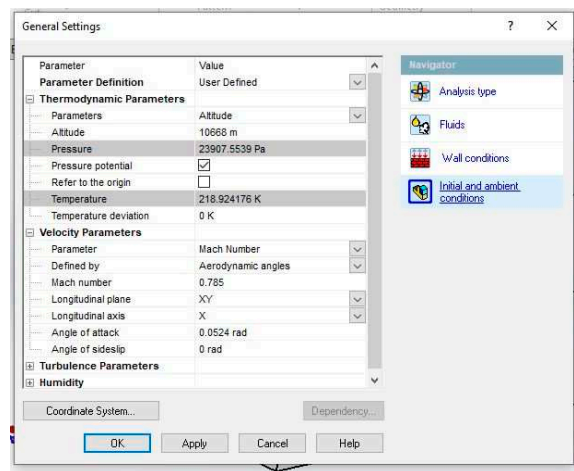 General Settings ? ×
Parameter Value
Parameter Definition User Defined
Thermodynamic Parameters
Parameters Altitude
Altitude 10668 m
Pressure 23907.5539 Pa
Pressure potential
Refer to the origin
Temperature 218.924176 K
Temperature deviation 0 K
Velocity Parameters
Parameter Mach Number
Defined by Aerodynamic angles
Mach number 0.785
Longitudinal plane XY
Longitudinal axis X
Angle of attack 0.0524 rad
Angle of sideslip 0 rad
Turbulence Parameters
Humidity
Navigator
Analysis type
Fluids
Wall conditions
Initial and ambient
conditions
Coordinate System... Dependency...
OK Apply Cancel Help